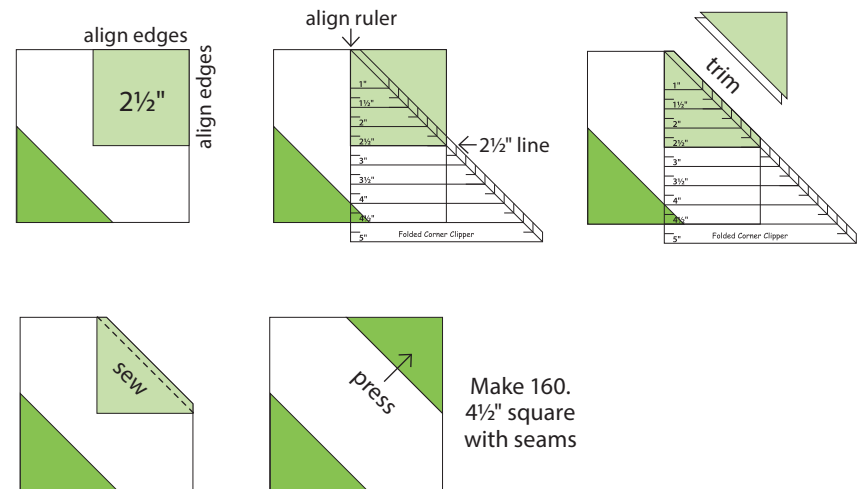 align edges
align edges
2½"
align ruler
1"
1½"
2"
2½"
3"
3½"
4"
4½"
5"
Folded Corner Clipper
2½" line
trim
1"
1½"
2"
2½"
3"
3½"
4"
4½"
5"
Folded Corner Clipper
sew
press
Make 160.
4½" square
with seams